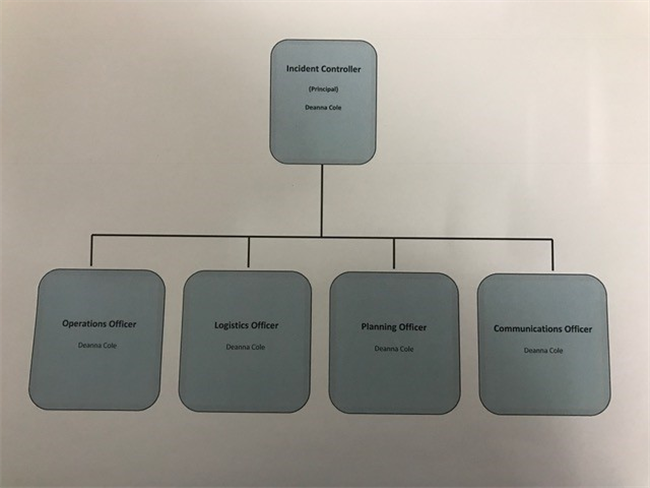 Incident Controller
(Principal)
Deanna Cole
Operations Officer
Deanna Cole
Logistics Officer
Deanna Cole
Planning Officer
Deanna Cole
Communications Officer
Deanna Cole